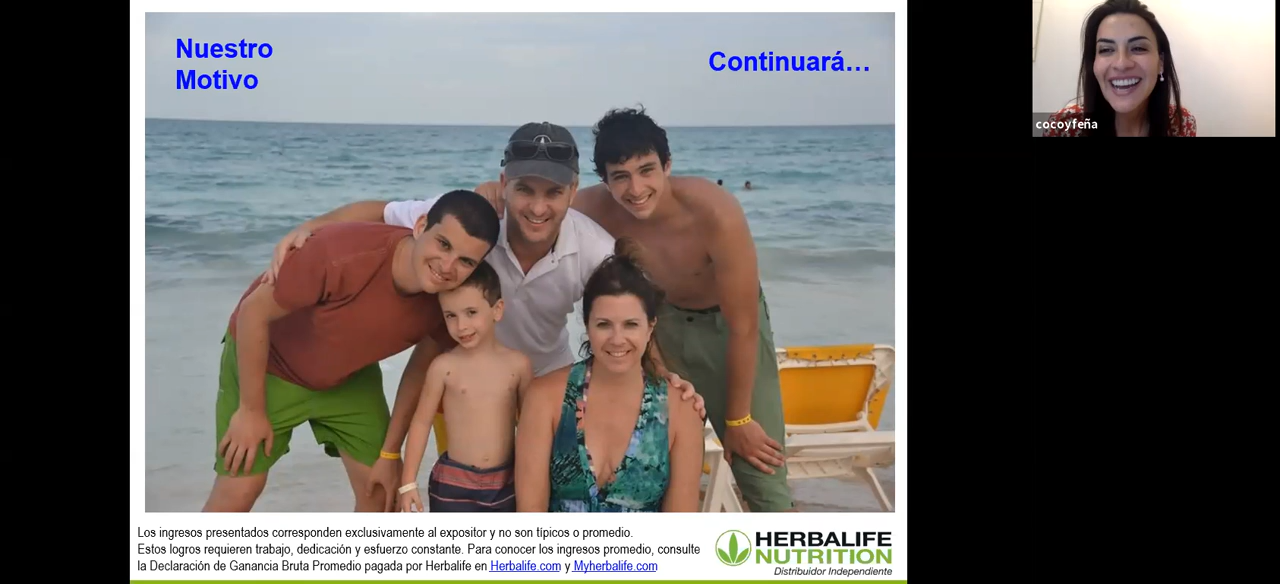 Nuestro
Motivo
Continuará...
cocoyfeña
Los ingresos presentados corresponden exclusivamente al expositor y no son típicos o promedio.
Estos logros requieren trabajo, dedicación y esfuerzo constante. Para conocer los ingresos promedio, consulte
la Declaración de Ganancia Bruta Promedio pagada por Herbalife en Herbalife.com y Myherbalife.com
HERBALIFE
NUTRITION
Distribuidor Independiente